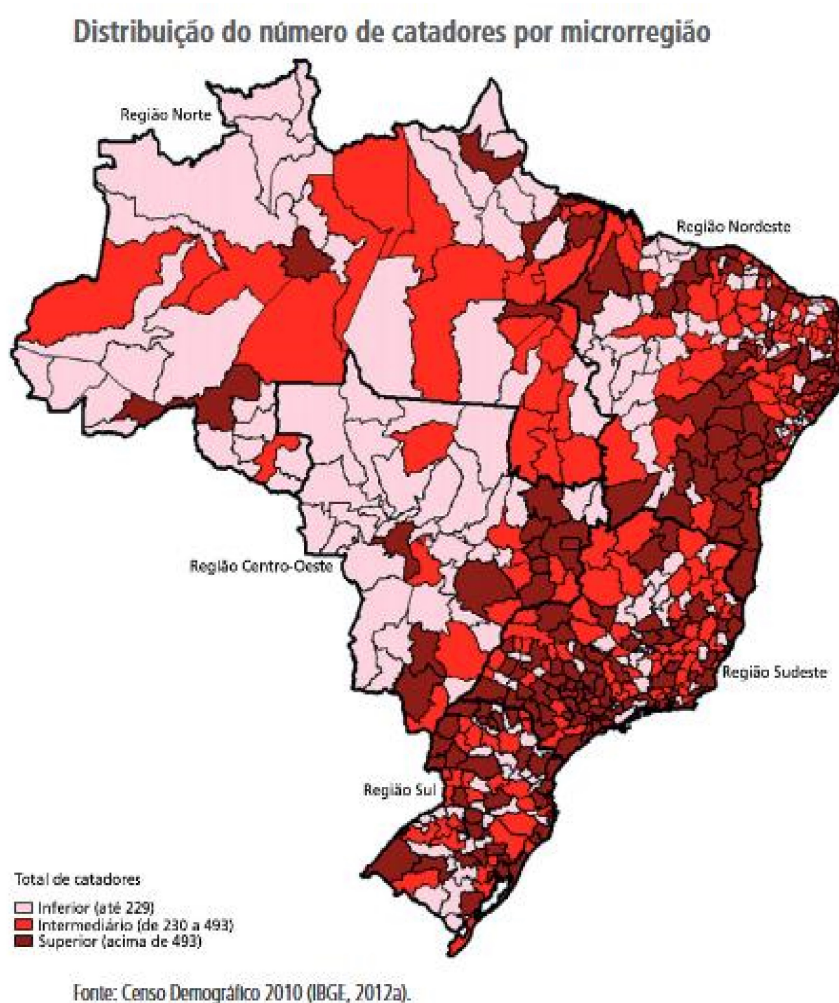 Distribuição do número de catadores por microrregião
Região Norte
Região Nordeste
Região Centro-Oeste
Região Sudeste
Região Sul
Total de catadores
Inferior (até 229)
Intermediário (de 230 a 493)
Superior (acima de 493)
Fonte: Censo Demográfico 2010 (IBGE, 2012a).